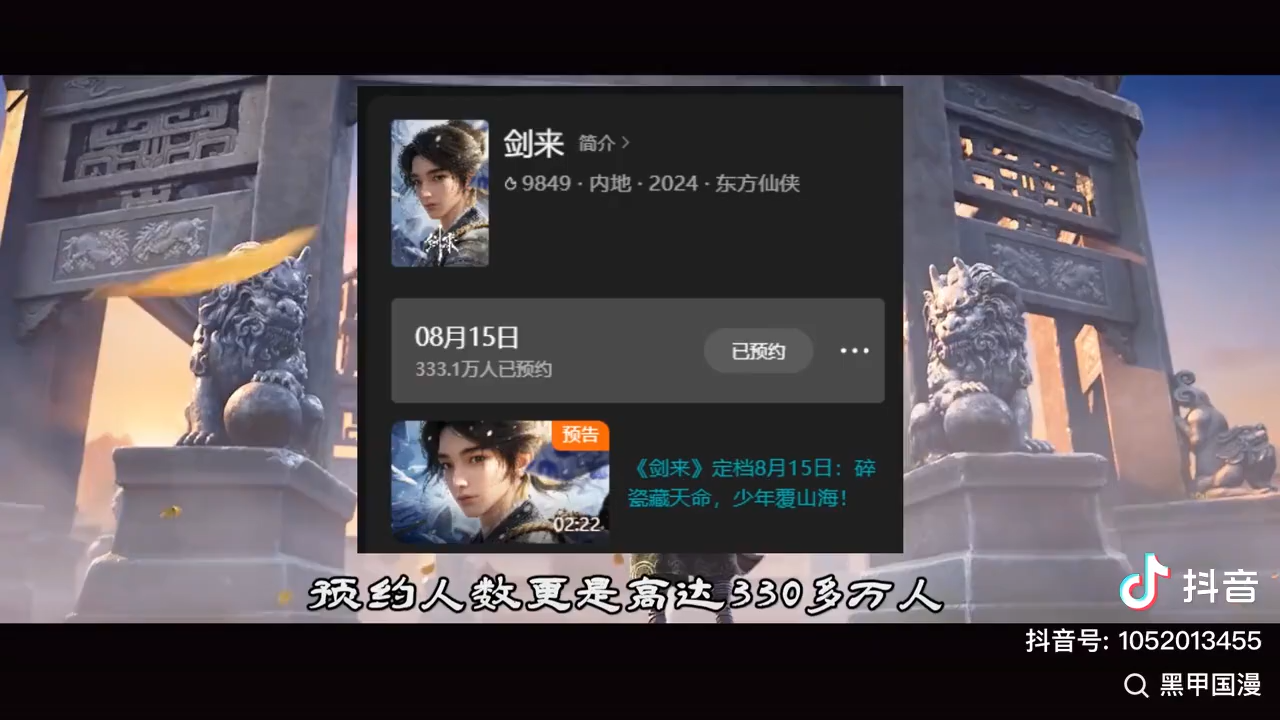 剑来 简介
9849 · 内地 · 2024 · 东方仙侠
剑来
08月15日
333.1万人已预约
已预约
预告
02:22
《剑来》定档8月15日：碎
瓷藏天命，少年覆山海！
预约人数更是高达330多万人
抖音
抖音号: 1052013455
黑甲国漫